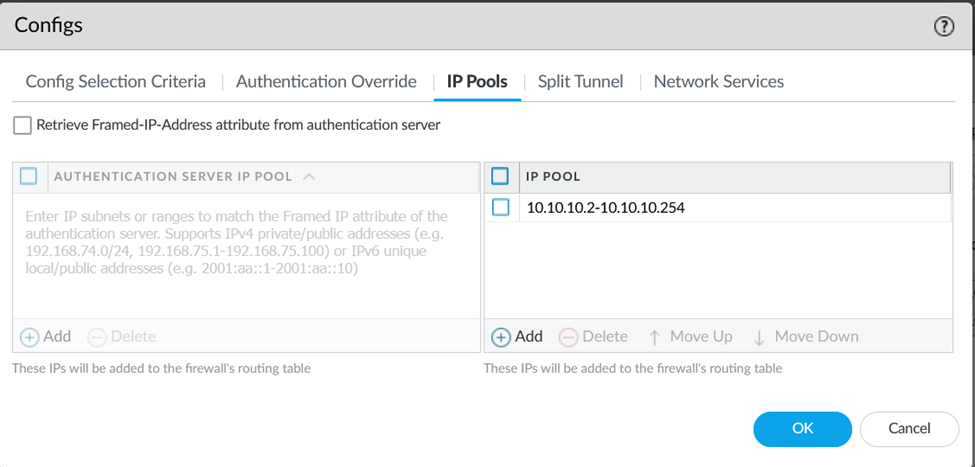 Configs
Config Selection Criteria Authentication Override IP Pools Split Tunnel Network Services
Retrieve Framed-IP-Address attribute from authentication server
AUTHENTICATION SERVER IP POOL
Enter IP subnets or ranges to match the Framed IP attribute of the
authentication server. Supports IPv4 private/public addresses (e.g.
192.168.74.0/24, 192.168.75.1-192.168.75.100) or IPv6 unique
local/public addresses (e.g. 2001:aa::1-2001:aa::10)
Add Delete
These IPs will be added to the firewall's routing table
IP POOL
10.10.10.2-10.10.10.254
Add Delete Move Up Move Down
These IPs will be added to the firewall's routing table
OK Cancel